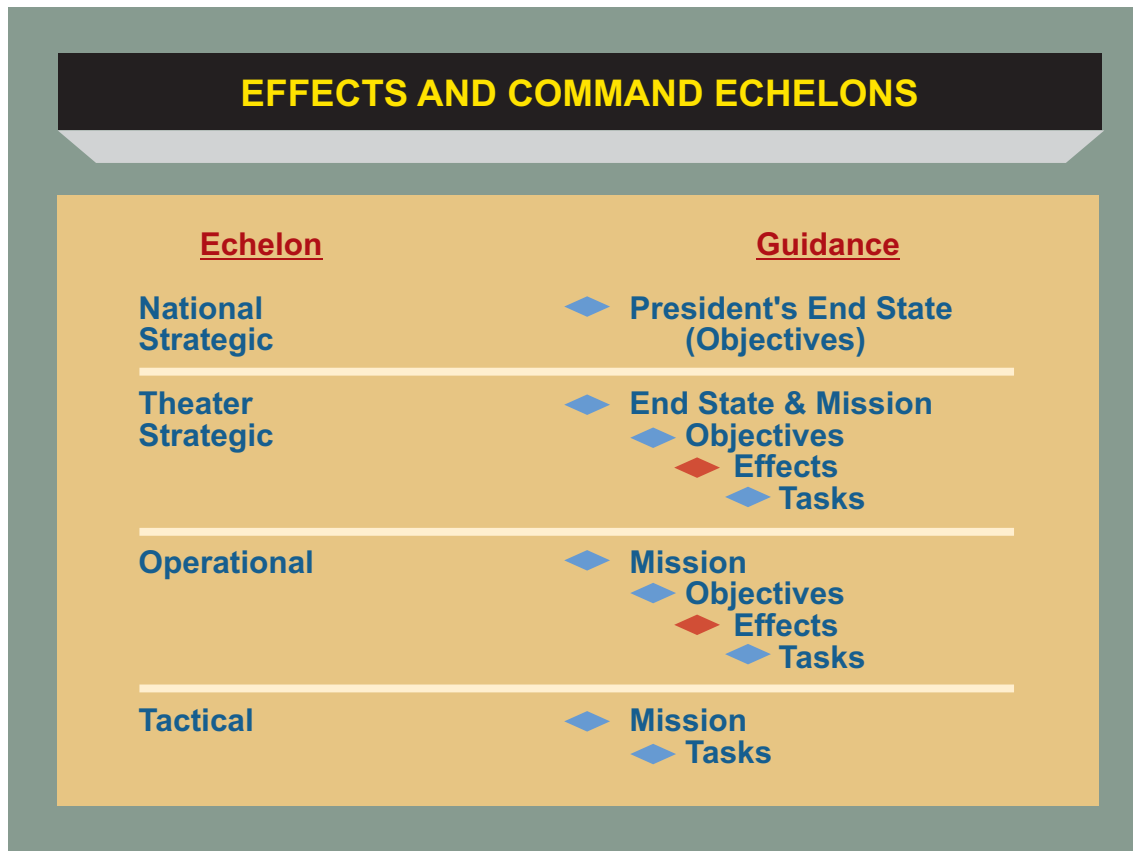 EFFECTS AND COMMAND ECHELONS
Echelon
Guidance
National
Strategic
President's End State
(Objectives)
Theater
Strategic
End State & Mission
Objectives
Effects
Tasks
Operational
Mission
Objectives
Effects
Tasks
Tactical
Mission
Tasks